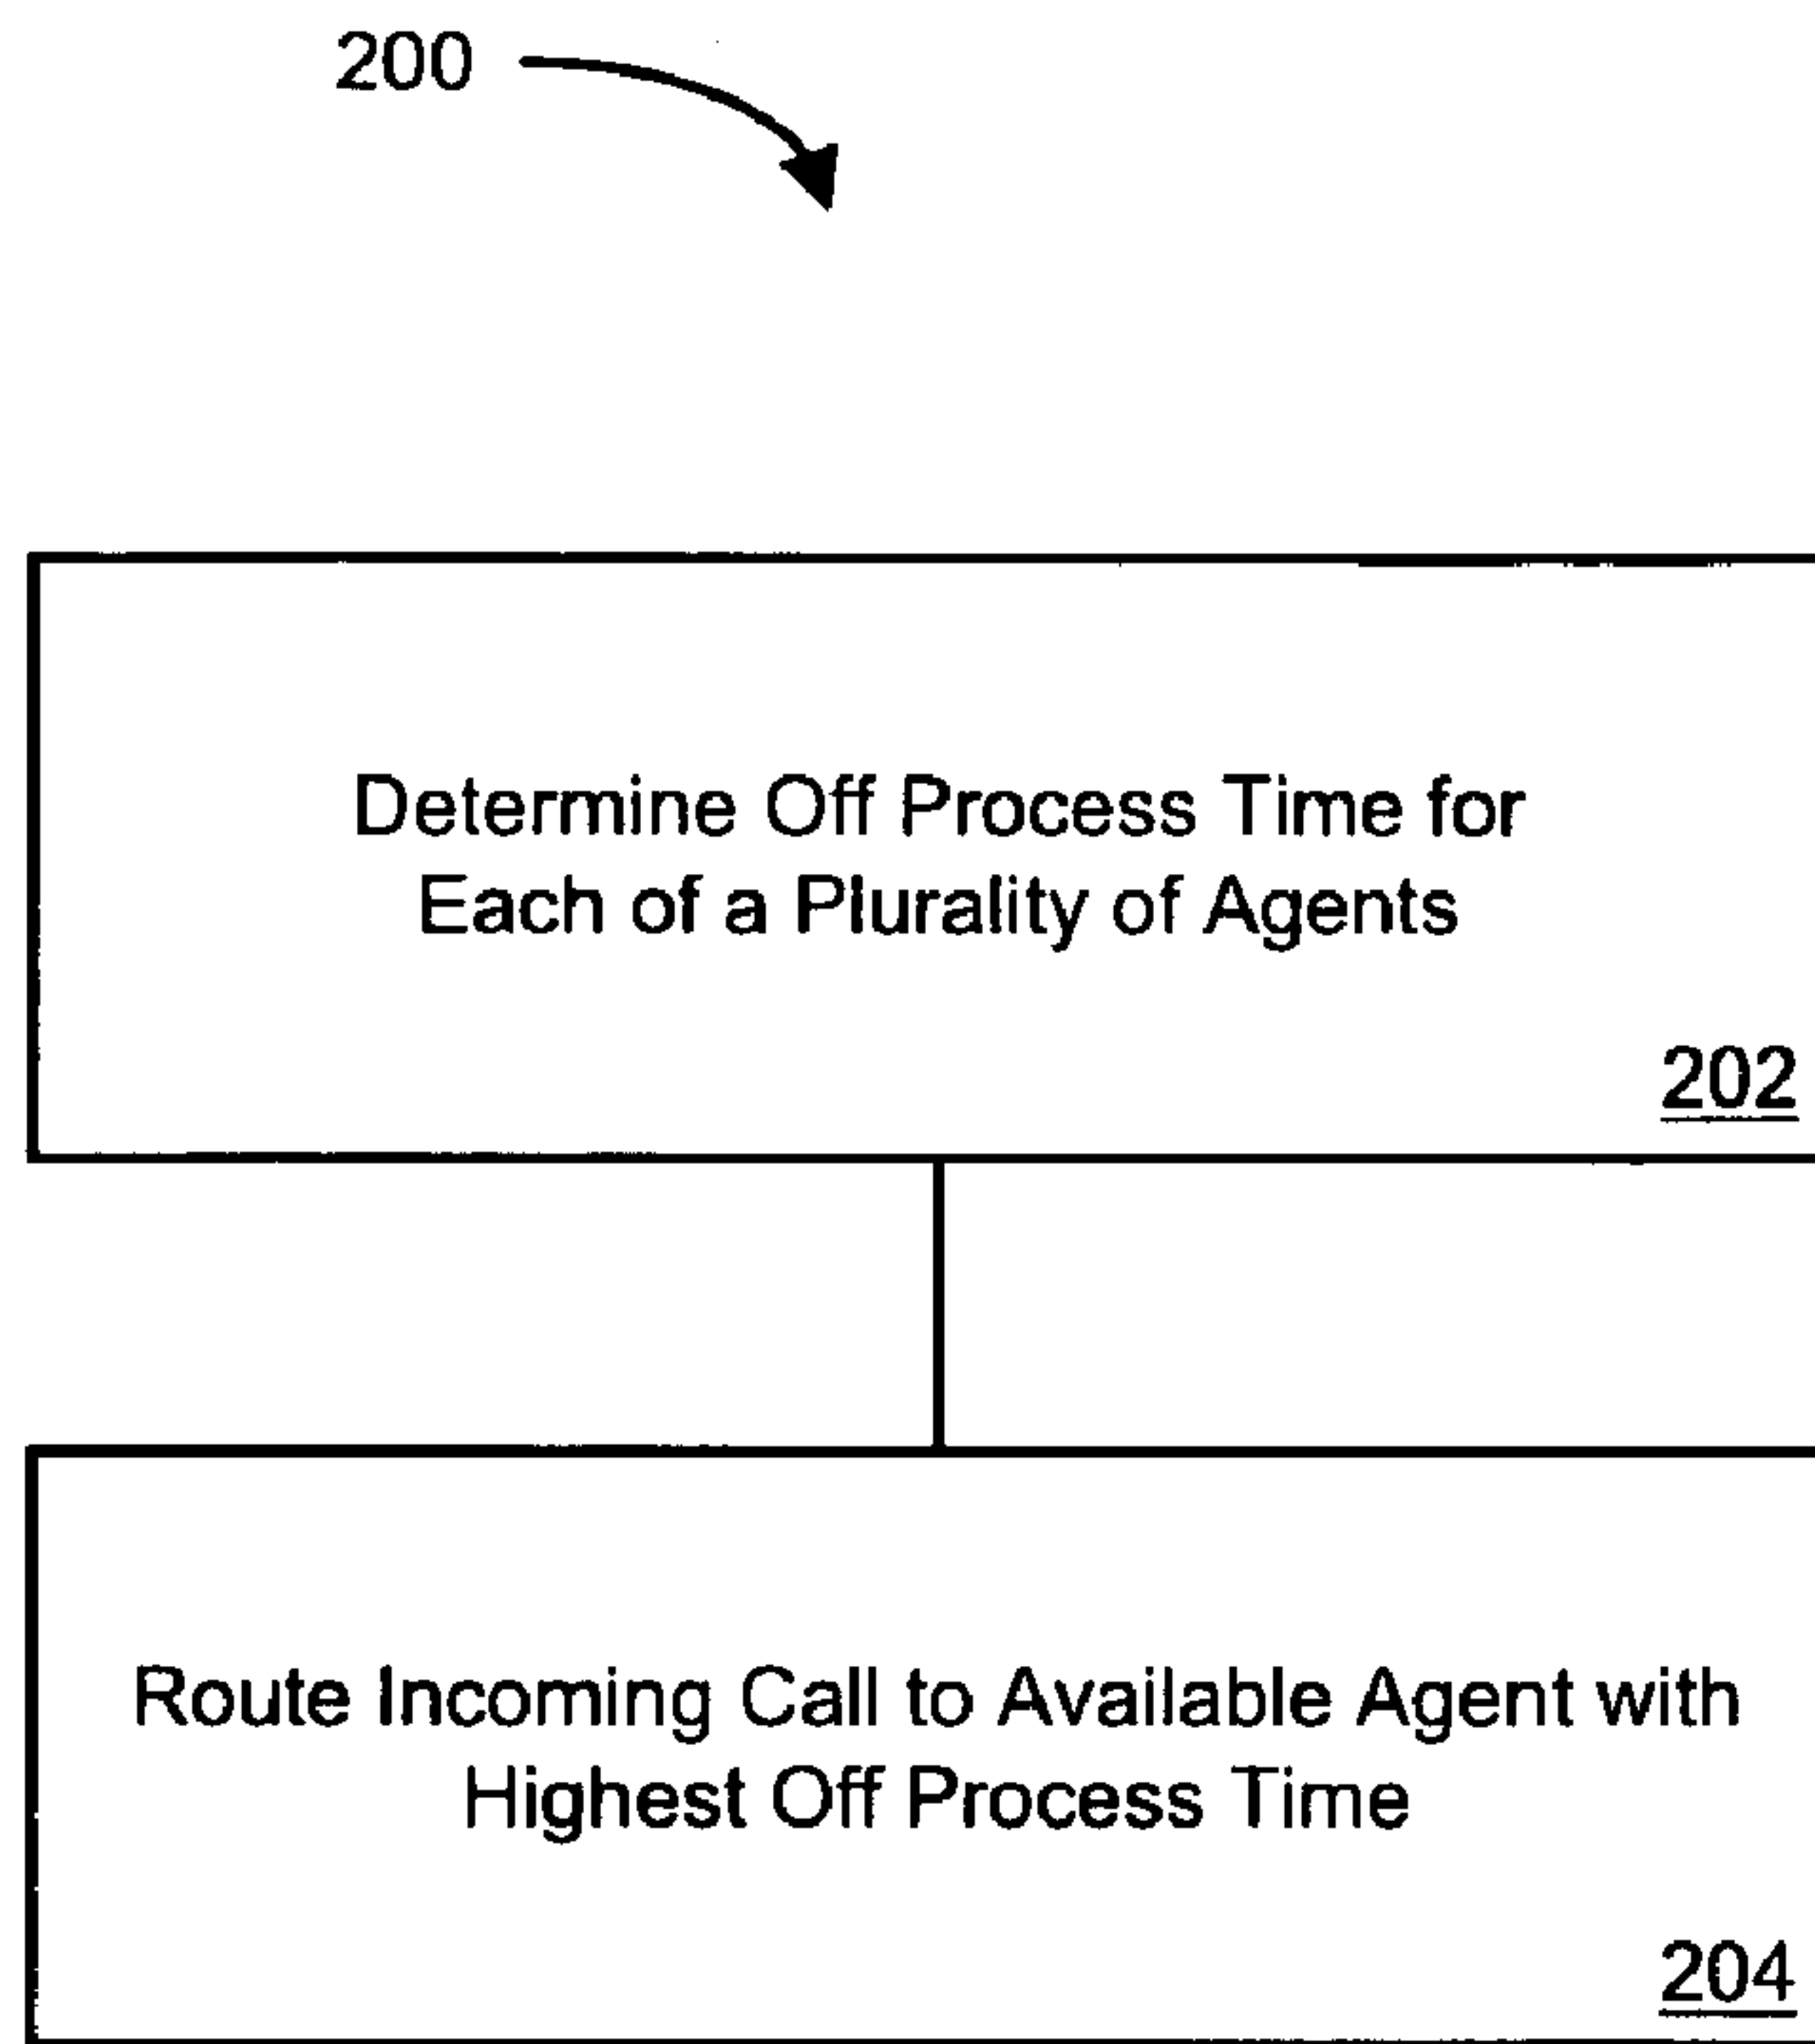 200
Determine Off Process Time for
Each of a Plurality of Agents
202
Route Incoming Call to Available Agent with
Highest Off Process Time
204